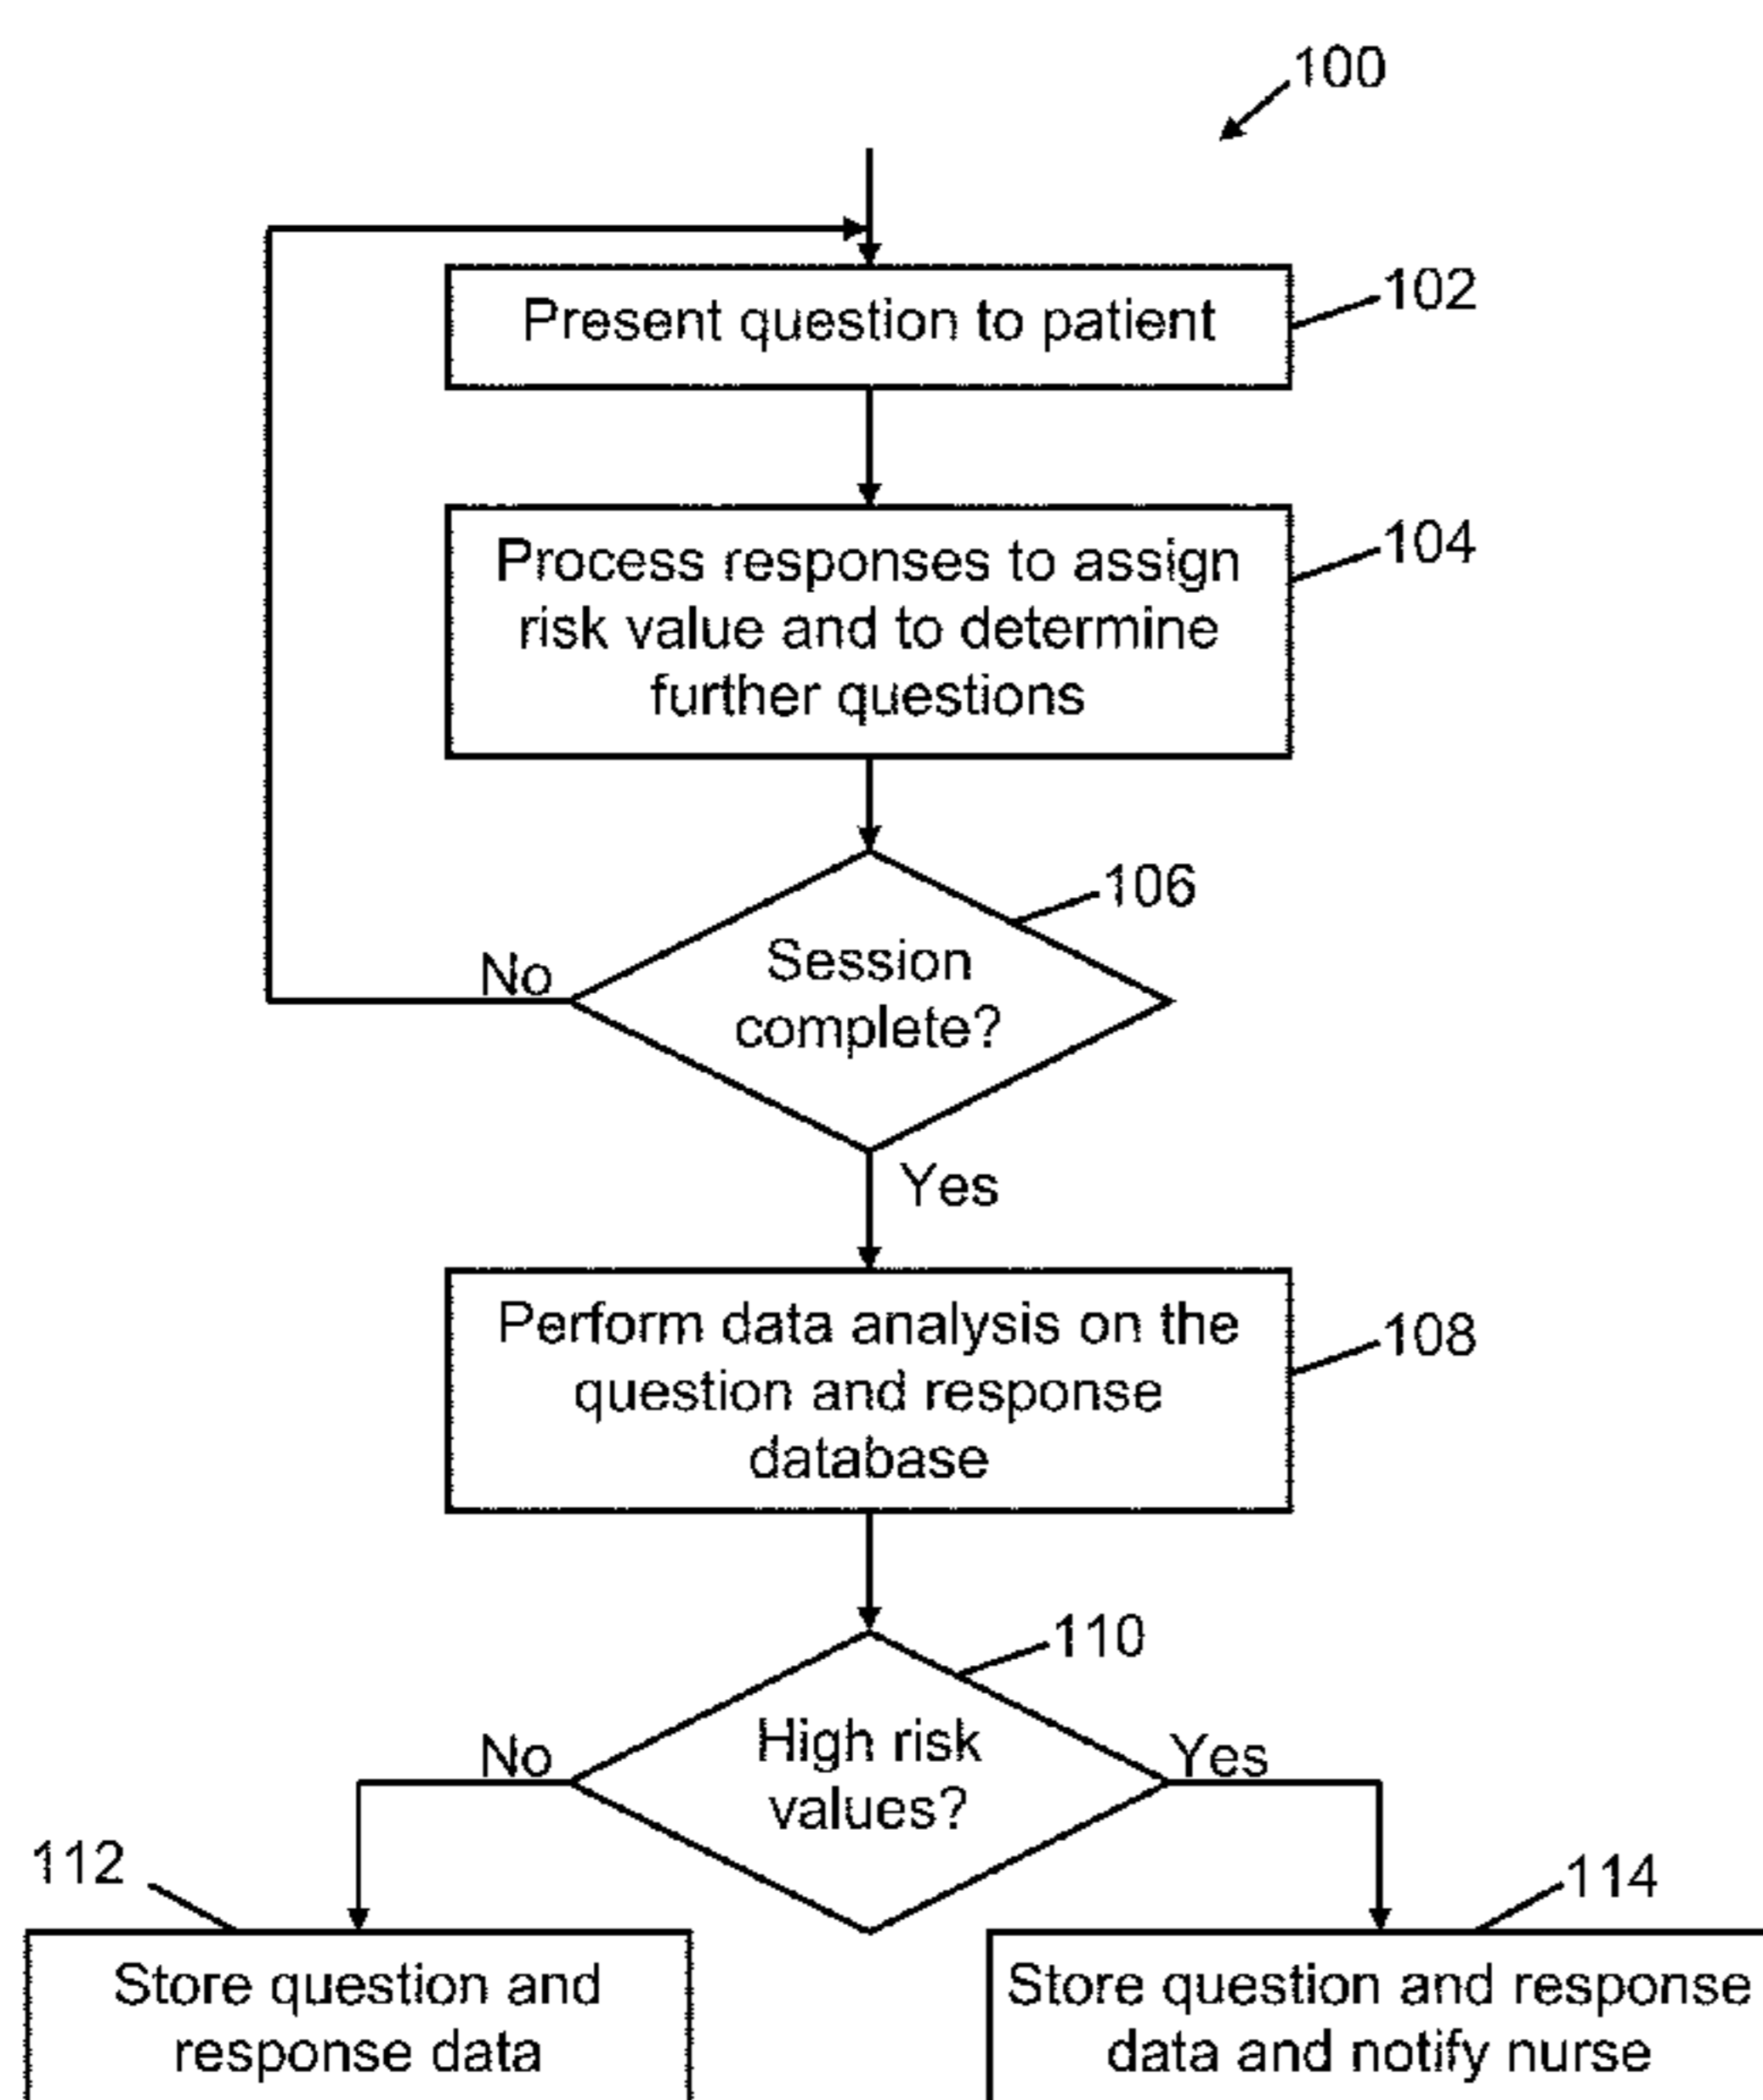 100
Present question to patient
102
Process responses to assign
risk value and to determine
further questions
104
106
Session
complete?
No
Yes
Perform data analysis on the
question and response
database
108
110
High risk
values?
No
Yes
112
114
Store question and
response data
Store question and response
data and notify nurse